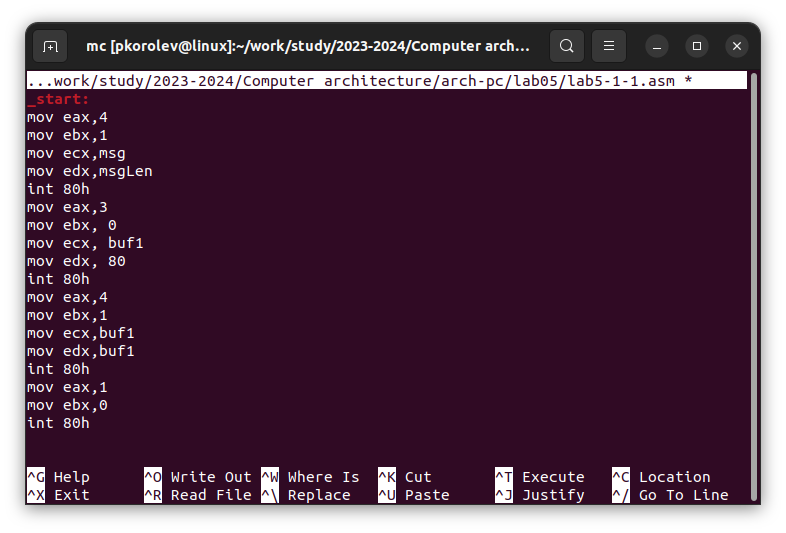 mc [pkorolev@linux]:~/work/study/2023-2024/Computer arch...
...work/study/2023-2024/Computer architecture/arch-pc/lab05/lab5-1-1.asm *
_start:
mov eax,4
mov ebx,1
mov ecx,msg
mov edx,msgLen
int 80h
mov eax,3
mov ebx, 0
mov ecx, buf1
mov edx, 80
int 80h
mov eax,4
mov ebx,1
mov ecx,buf1
mov edx,buf1
int 80h
mov eax,1
mov ebx,0
int 80h
^G Help ^O Write Out ^W Where Is ^K Cut ^T Execute ^C Location
^X Exit ^R Read File ^\ Replace ^U Paste ^J Justify ^/ Go To Line